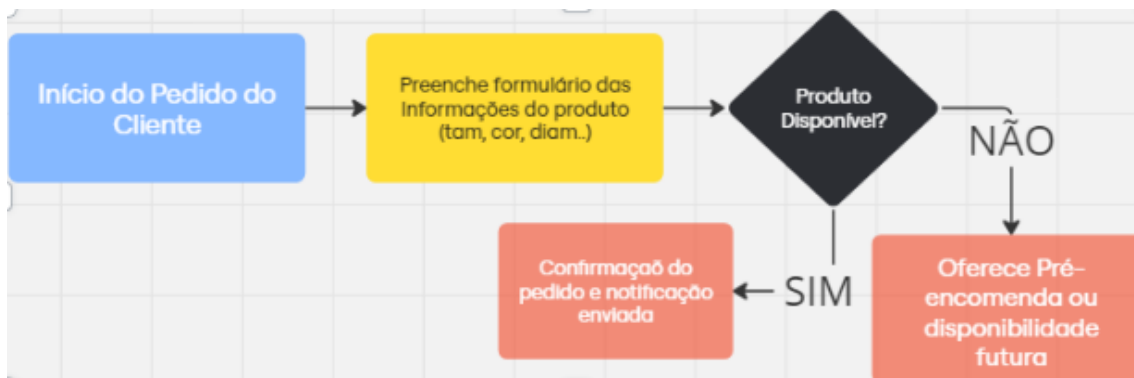 Início do Pedido do
Cliente
Preenche formulário das
Informações do produto
(tam, cor, diam..)
Produto
Disponível?
NÃO
Confirmaçaõ do
pedido e notificação
enviada
SIM
Oferece Pré-
encomenda ou
disponibilidade
futura